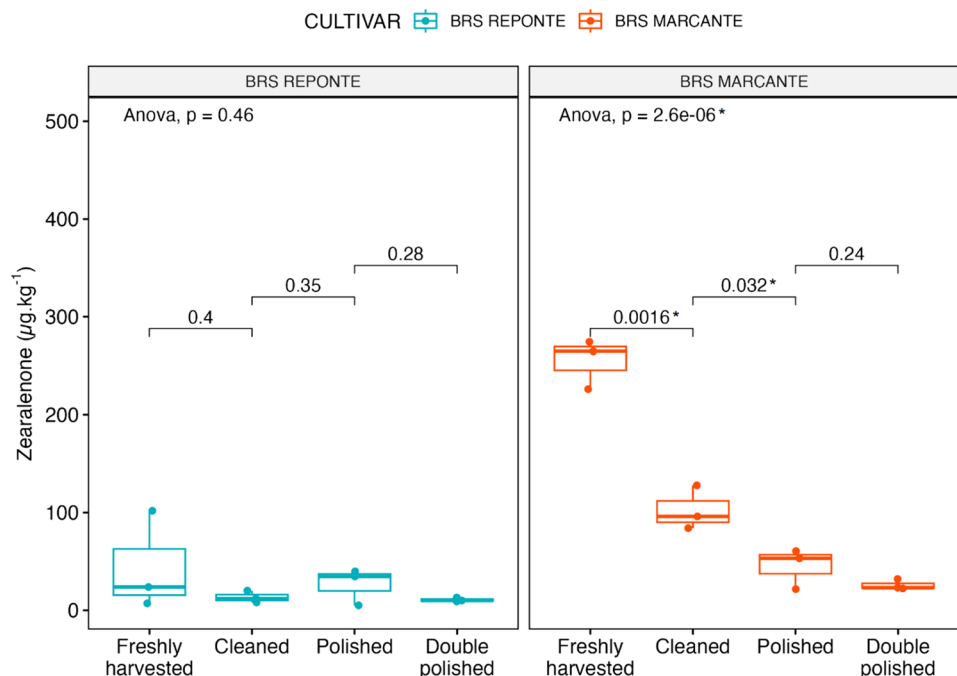 CULTIVAR BRS REPONTE BRS MARCANTE
BRS REPONTE
BRS MARCANTE
Anova, p = 0.46
Anova, p = 2.6e-06*
Zearalenone (µg.kg⁻¹)
500
400
300
200
100
0
0.28
0.35
0.4
0.24
0.032*
0.0016*
Freshly
harvested
Cleaned
Polished
Double
polished
Freshly
harvested
Cleaned
Polished
Double
polished